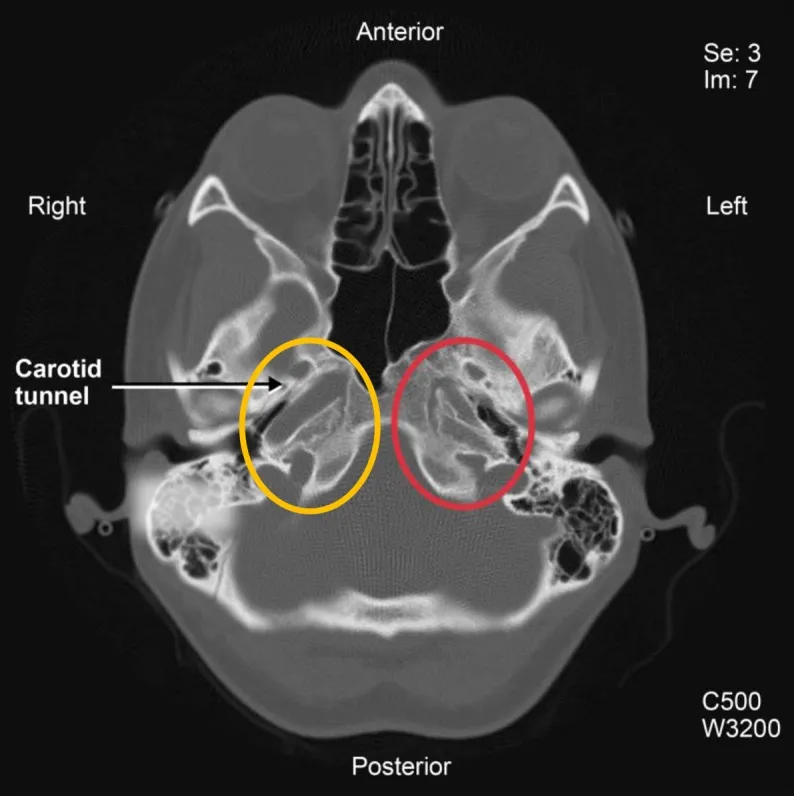 Anterior
Se: 3
Im: 7
Right
Left
Carotid
tunnel
C500
W3200
Posterior